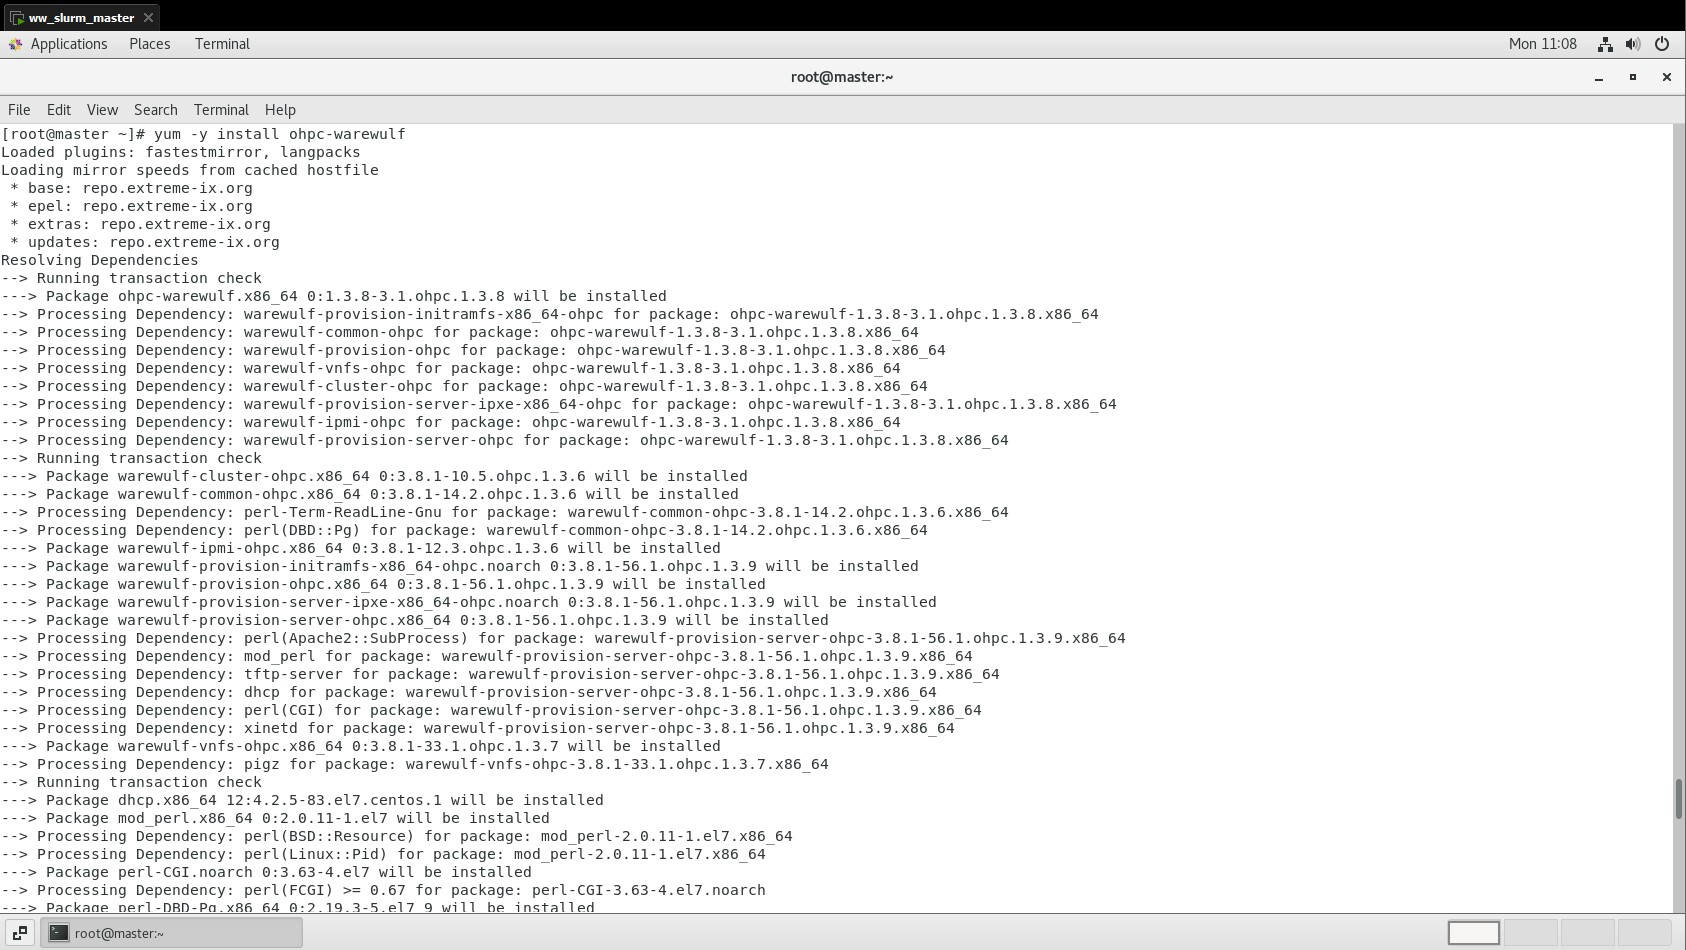 ww_slurm_master
Applications Places Terminal Mon 11:08
root@master:~
File Edit View Search Terminal Help
[root@master ~]# yum -y install ohpc-warewulf
Loaded plugins: fastestmirror, langpacks
Loading mirror speeds from cached hostfile
 * base: repo.extreme-ix.org
 * epel: repo.extreme-ix.org
 * extras: repo.extreme-ix.org
 * updates: repo.extreme-ix.org
Resolving Dependencies
--> Running transaction check
---> Package ohpc-warewulf.x86_64 0:1.3.8-3.1.ohpc.1.3.8 will be installed
--> Processing Dependency: warewulf-provision-initramfs-x86_64-ohpc for package: ohpc-warewulf-1.3.8-3.1.ohpc.1.3.8.x86_64
--> Processing Dependency: warewulf-common-ohpc for package: ohpc-warewulf-1.3.8-3.1.ohpc.1.3.8.x86_64
--> Processing Dependency: warewulf-provision-ohpc for package: ohpc-warewulf-1.3.8-3.1.ohpc.1.3.8.x86_64
--> Processing Dependency: warewulf-vnfs-ohpc for package: ohpc-warewulf-1.3.8-3.1.ohpc.1.3.8.x86_64
--> Processing Dependency: warewulf-cluster-ohpc for package: ohpc-warewulf-1.3.8-3.1.ohpc.1.3.8.x86_64
--> Processing Dependency: warewulf-provision-server-ipxe-x86_64-ohpc for package: ohpc-warewulf-1.3.8-3.1.ohpc.1.3.8.x86_64
--> Processing Dependency: warewulf-ipmi-ohpc for package: ohpc-warewulf-1.3.8-3.1.ohpc.1.3.8.x86_64
--> Processing Dependency: warewulf-provision-server-ohpc for package: ohpc-warewulf-1.3.8-3.1.ohpc.1.3.8.x86_64
--> Running transaction check
---> Package warewulf-cluster-ohpc.x86_64 0:3.8.1-10.5.ohpc.1.3.6 will be installed
---> Package warewulf-common-ohpc.x86_64 0:3.8.1-14.2.ohpc.1.3.6 will be installed
--> Processing Dependency: perl-Term-ReadLine-Gnu for package: warewulf-common-ohpc-3.8.1-14.2.ohpc.1.3.6.x86_64
--> Processing Dependency: perl(DBD::Pg) for package: warewulf-common-ohpc-3.8.1-14.2.ohpc.1.3.6.x86_64
---> Package warewulf-ipmi-ohpc.x86_64 0:3.8.1-12.3.ohpc.1.3.6 will be installed
---> Package warewulf-provision-initramfs-x86_64-ohpc.noarch 0:3.8.1-56.1.ohpc.1.3.9 will be installed
---> Package warewulf-provision-ohpc.x86_64 0:3.8.1-56.1.ohpc.1.3.9 will be installed
---> Package warewulf-provision-server-ipxe-x86_64-ohpc.noarch 0:3.8.1-56.1.ohpc.1.3.9 will be installed
---> Package warewulf-provision-server-ohpc.x86_64 0:3.8.1-56.1.ohpc.1.3.9 will be installed
--> Processing Dependency: perl(Apache2::SubProcess) for package: warewulf-provision-server-ohpc-3.8.1-56.1.ohpc.1.3.9.x86_64
--> Processing Dependency: mod_perl for package: warewulf-provision-server-ohpc-3.8.1-56.1.ohpc.1.3.9.x86_64
--> Processing Dependency: tftp-server for package: warewulf-provision-server-ohpc-3.8.1-56.1.ohpc.1.3.9.x86_64
--> Processing Dependency: dhcp for package: warewulf-provision-server-ohpc-3.8.1-56.1.ohpc.1.3.9.x86_64
--> Processing Dependency: perl(CGI) for package: warewulf-provision-server-ohpc-3.8.1-56.1.ohpc.1.3.9.x86_64
--> Processing Dependency: xinetd for package: warewulf-provision-server-ohpc-3.8.1-56.1.ohpc.1.3.9.x86_64
---> Package warewulf-vnfs-ohpc.x86_64 0:3.8.1-33.1.ohpc.1.3.7 will be installed
--> Processing Dependency: pigz for package: warewulf-vnfs-ohpc-3.8.1-33.1.ohpc.1.3.7.x86_64
--> Running transaction check
---> Package dhcp.x86_64 12:4.2.5-83.el7.centos.1 will be installed
---> Package mod_perl.x86_64 0:2.0.11-1.el7 will be installed
--> Processing Dependency: perl(BSD::Resource) for package: mod_perl-2.0.11-1.el7.x86_64
--> Processing Dependency: perl(Linux::Pid) for package: mod_perl-2.0.11-1.el7.x86_64
---> Package perl-CGI.noarch 0:3.63-4.el7 will be installed
--> Processing Dependency: perl(FCGI) >= 0.67 for package: perl-CGI-3.63-4.el7.noarch
---> Package perl-DBD-Pg.x86_64 0:2.19.3-5.el7_9 will be installed
root@master:~